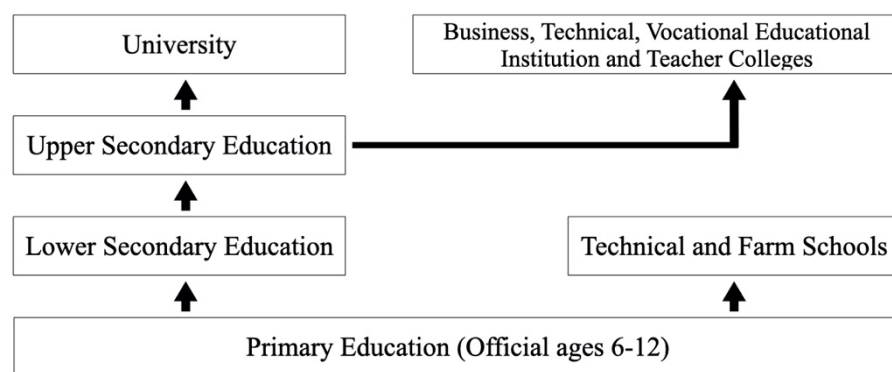 University
Business, Technical, Vocational Educational
Institution and Teacher Colleges
Upper Secondary Education
Lower Secondary Education
Technical and Farm Schools
Primary Education (Official ages 6-12)